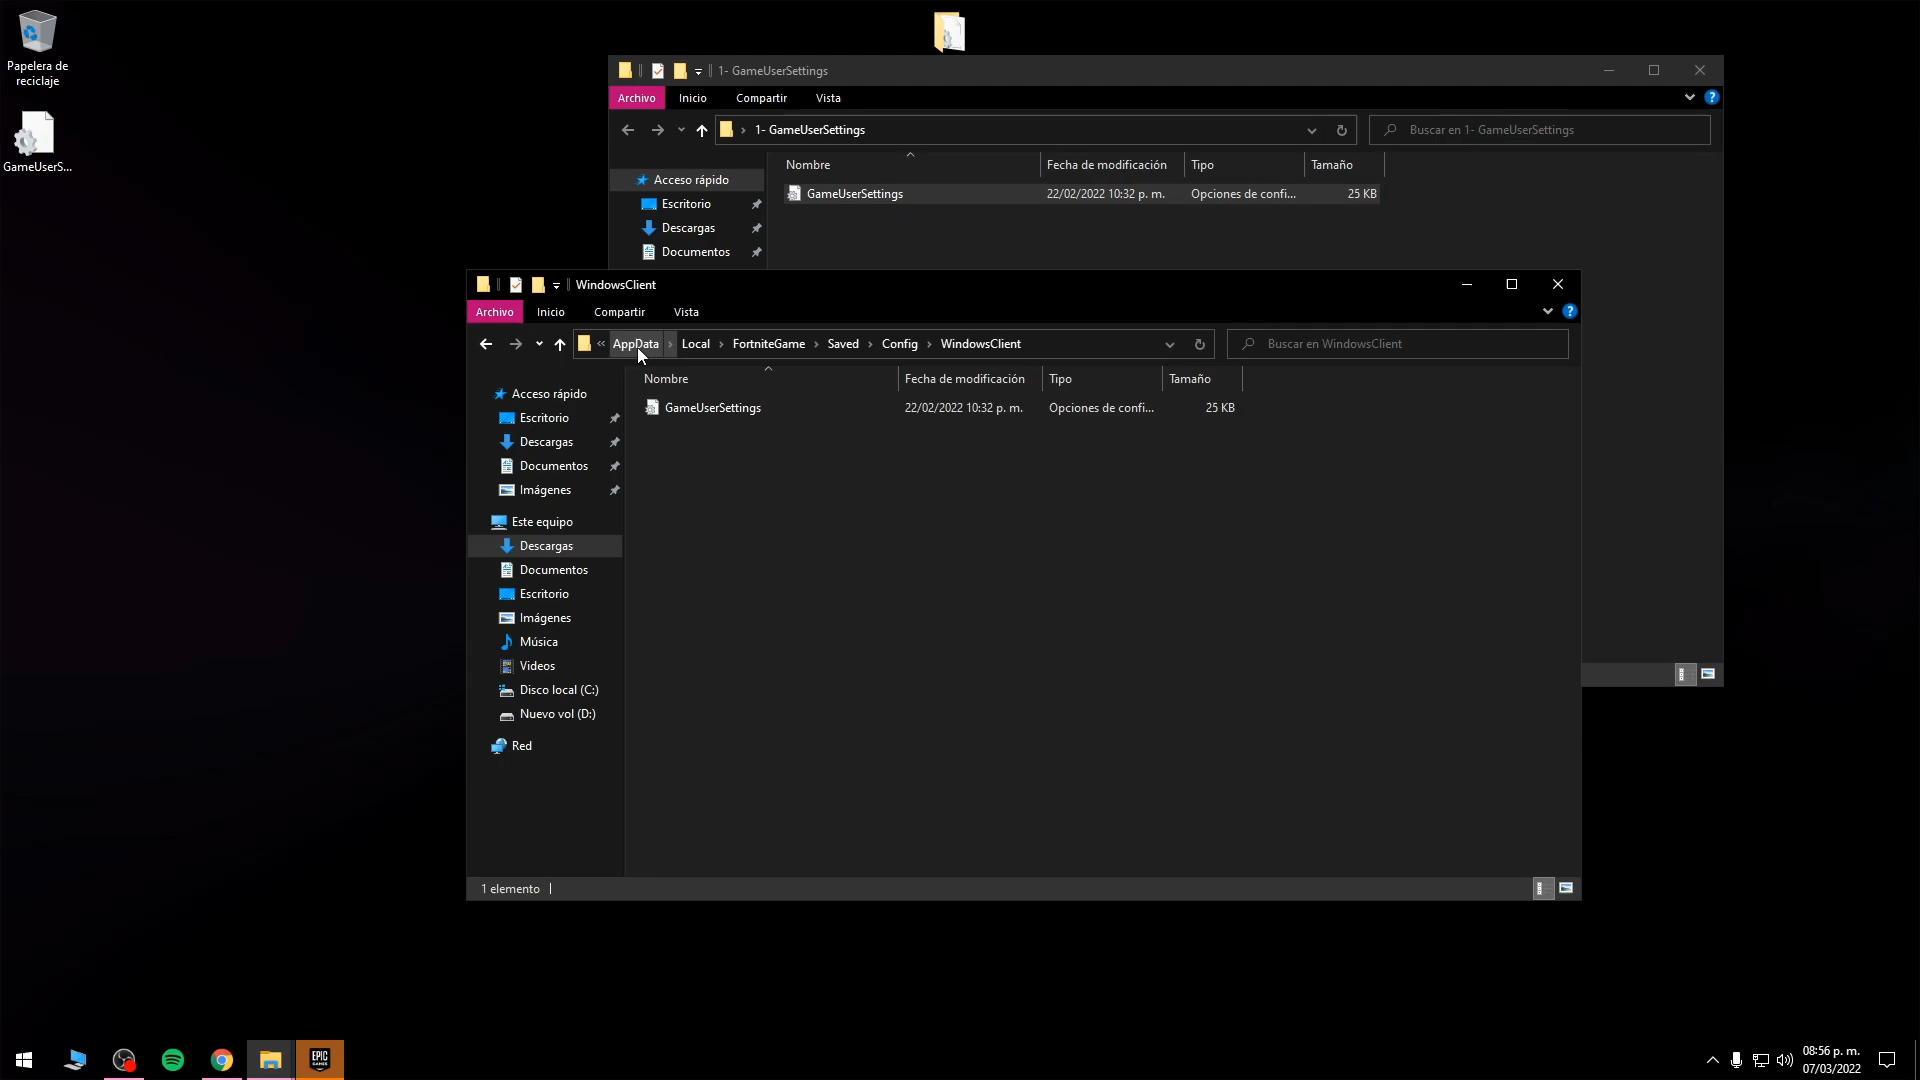 Papelera de
reciclaje
GameUserS...
1- GameUserSettings
Archivo Inicio Compartir Vista
1- GameUserSettings
Buscar en 1- GameUserSettings
Nombre Fecha de modificación Tipo Tamaño
Acceso rápido
GameUserSettings 22/02/2022 10:32 p. m. Opciones de confi... 25 KB
Escritorio
Descargas
Documentos
WindowsClient
Archivo Inicio Compartir Vista
« AppData › Local › FortniteGame › Saved › Config › WindowsClient
Buscar en WindowsClient
Nombre Fecha de modificación Tipo Tamaño
GameUserSettings 22/02/2022 10:32 p. m. Opciones de confi... 25 KB
Acceso rápido
Escritorio
Descargas
Documentos
Imágenes
Este equipo
Descargas
Documentos
Escritorio
Imágenes
Música
Videos
Disco local (C:)
Nuevo vol (D:)
Red
1 elemento
EPIC
GAMES
08:56 p. m.
07/03/2022